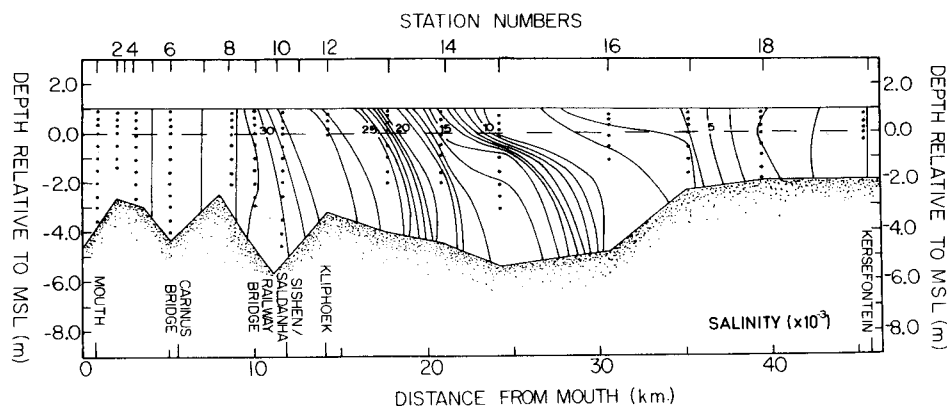 STATION NUMBERS
2 4 6 8 10 12 14 16 18
DEPTH RELATIVE TO MSL (m)
2.0
0.0
-2.0
-4.0
-6.0
-8.0
30 25 20 15 10 5
2.0
0.0
-2.0
-4.0
-6.0
-8.0
DEPTH RELATIVE TO MSL (m)
MOUTH
CARINUS
BRIDGE
SISHEN/
SALDANHA
RAILWAY
BRIDGE
KLIPHOEK
KERSEFONTEIN
SALINITY (×10⁻³)
0 10 20 30 40
DISTANCE FROM MOUTH (km.)